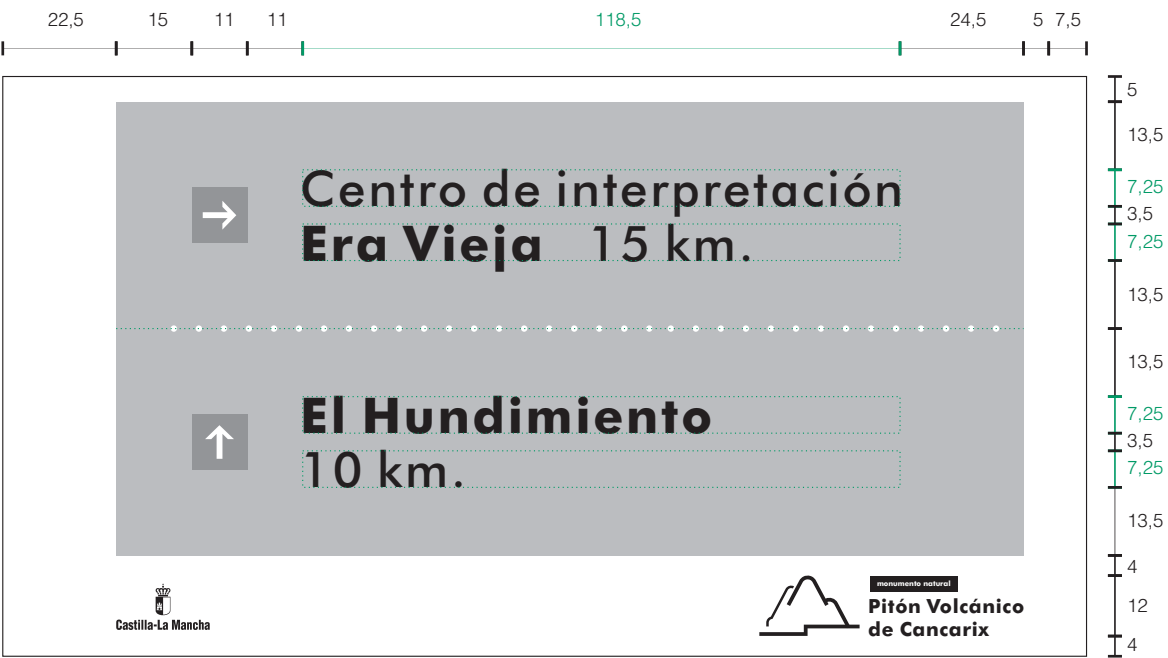 22,5 15 11 11 118,5 24,5 5 7,5
5
13,5
Centro de interpretación
7,25
3,5
Era Vieja 15 km.
7,25
13,5
13,5
El Hundimiento
7,25
3,5
10 km.
7,25
13,5
4
monumento natural
Pitón Volcánico
12
Castilla-La Mancha
de Cancarix
4